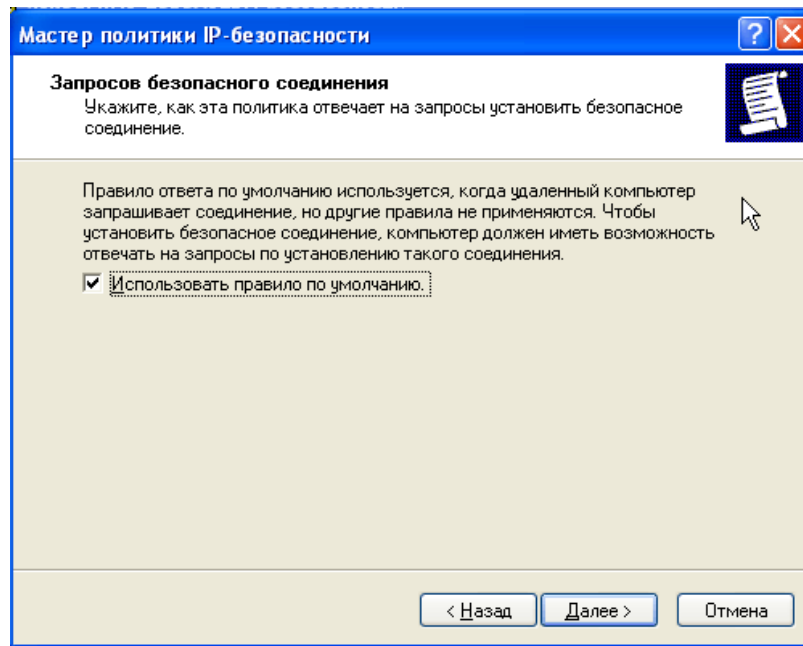 Мастер политики IP-безопасности
Запросов безопасного соединения
Укажите, как эта политика отвечает на запросы установить безопасное
соединение.
Правило ответа по умолчанию используется, когда удаленный компьютер
запрашивает соединение, но другие правила не применяются. Чтобы
установить безопасное соединение, компьютер должен иметь возможность
отвечать на запросы по установлению такого соединения.
Использовать правило по умолчанию.
< Назад Далее > Отмена